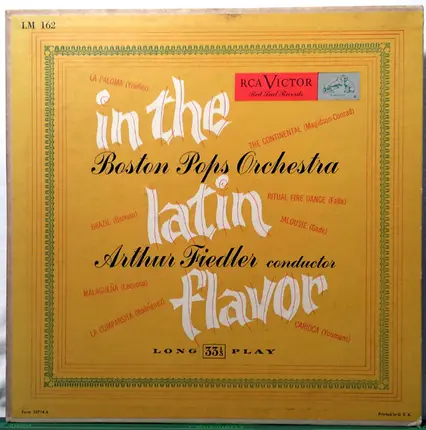 LM 162
LA PALOMA (Yradier)
RCA VICTOR
Red Seal Records
in the
THE CONTINENTAL (Magidson-Conrad)
Boston Pops Orchestra
RITUAL FIRE DANCE (Falla)
latin
BRAZIL (Barroso)
JALOUSIE (Gade)
Arthur Fiedler conductor
MALAGUEÑA (Lecuona)
flavor
LA CUMPARSITA (Rodriguez)
CARIOCA (Youmans)
LONG 33⅓ PLAY
Printed in U. S. A.